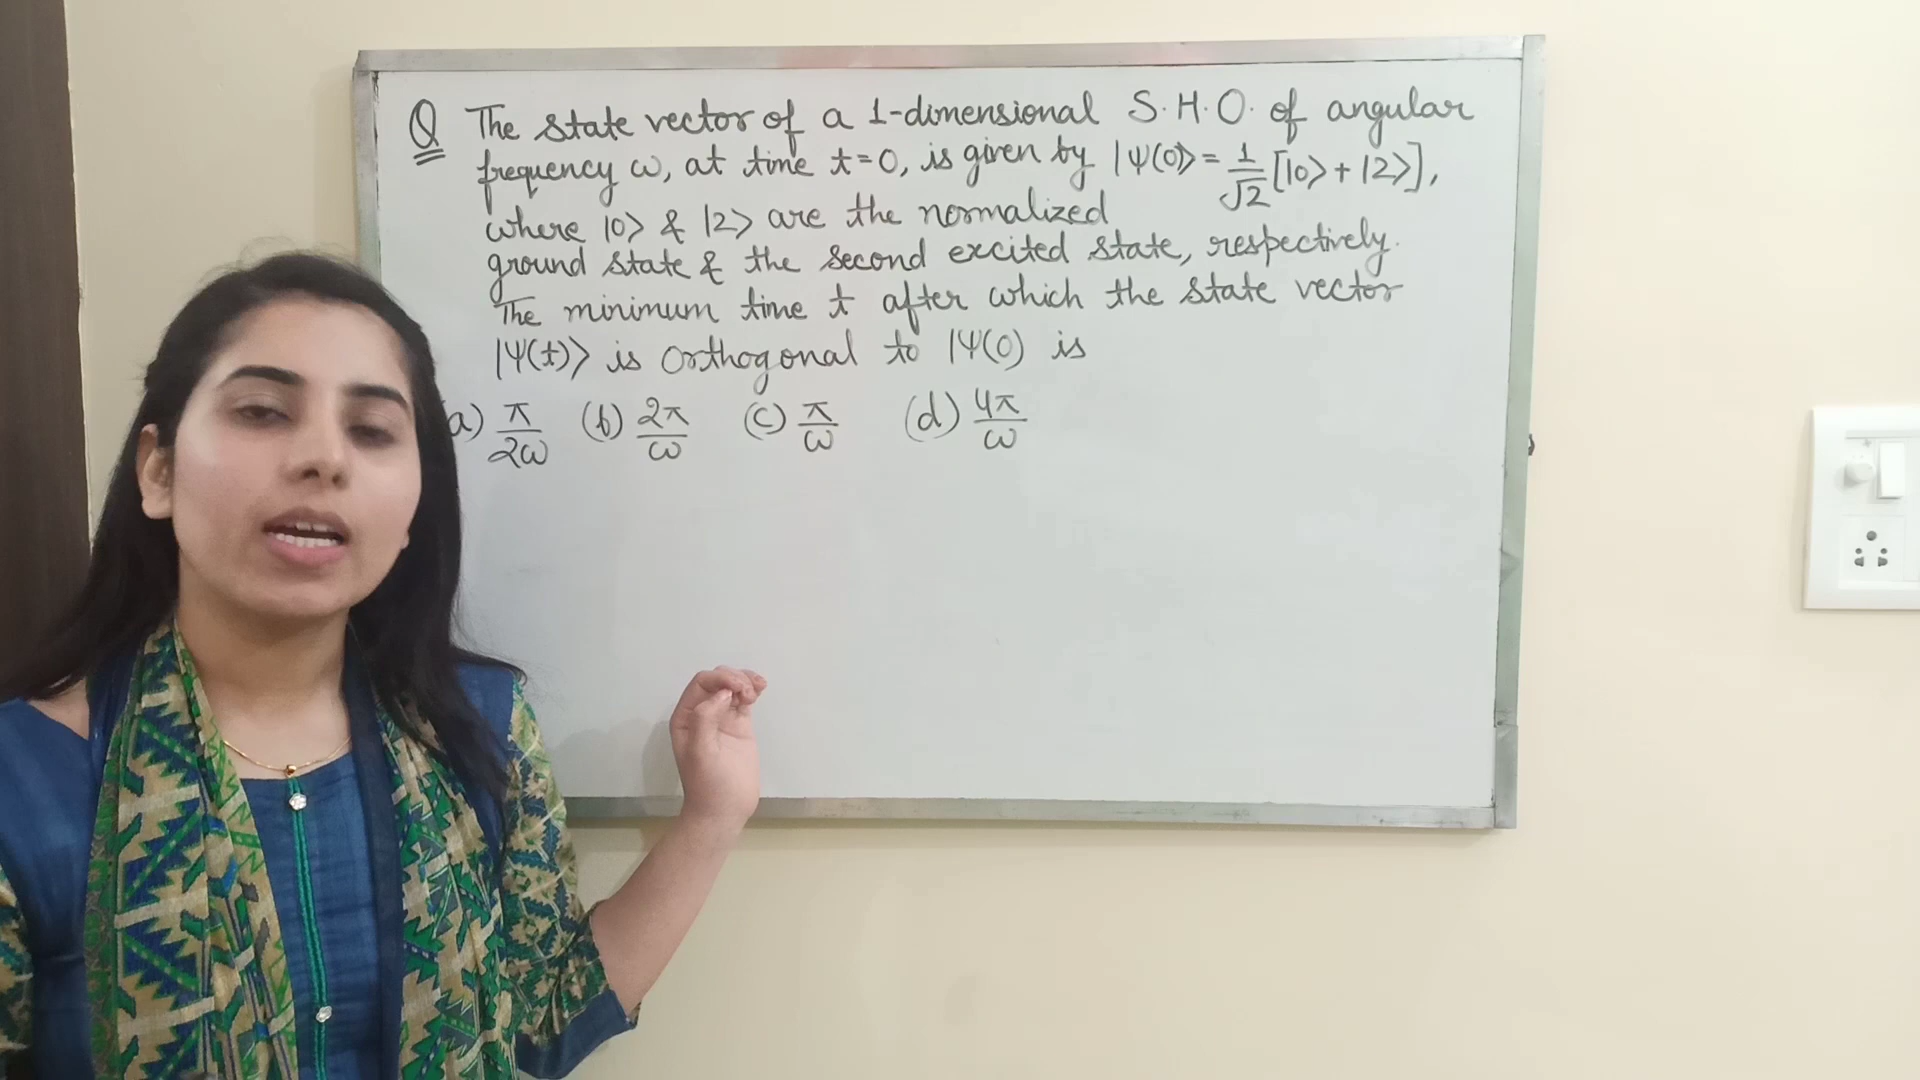 Q The state vector of a 1-dimensional S.H.O. of angular
frequency ω, at time t=0, is given by |Ψ(0)> = 1/√2 [|0> + |2>],
where |0> & |2> are the normalized
ground state & the second excited state, respectively.
The minimum time t after which the state vector
|Ψ(t)> is orthogonal to |Ψ(0) is
a) π/2ω (b) 2π/ω (c) π/ω (d) 4π/ω